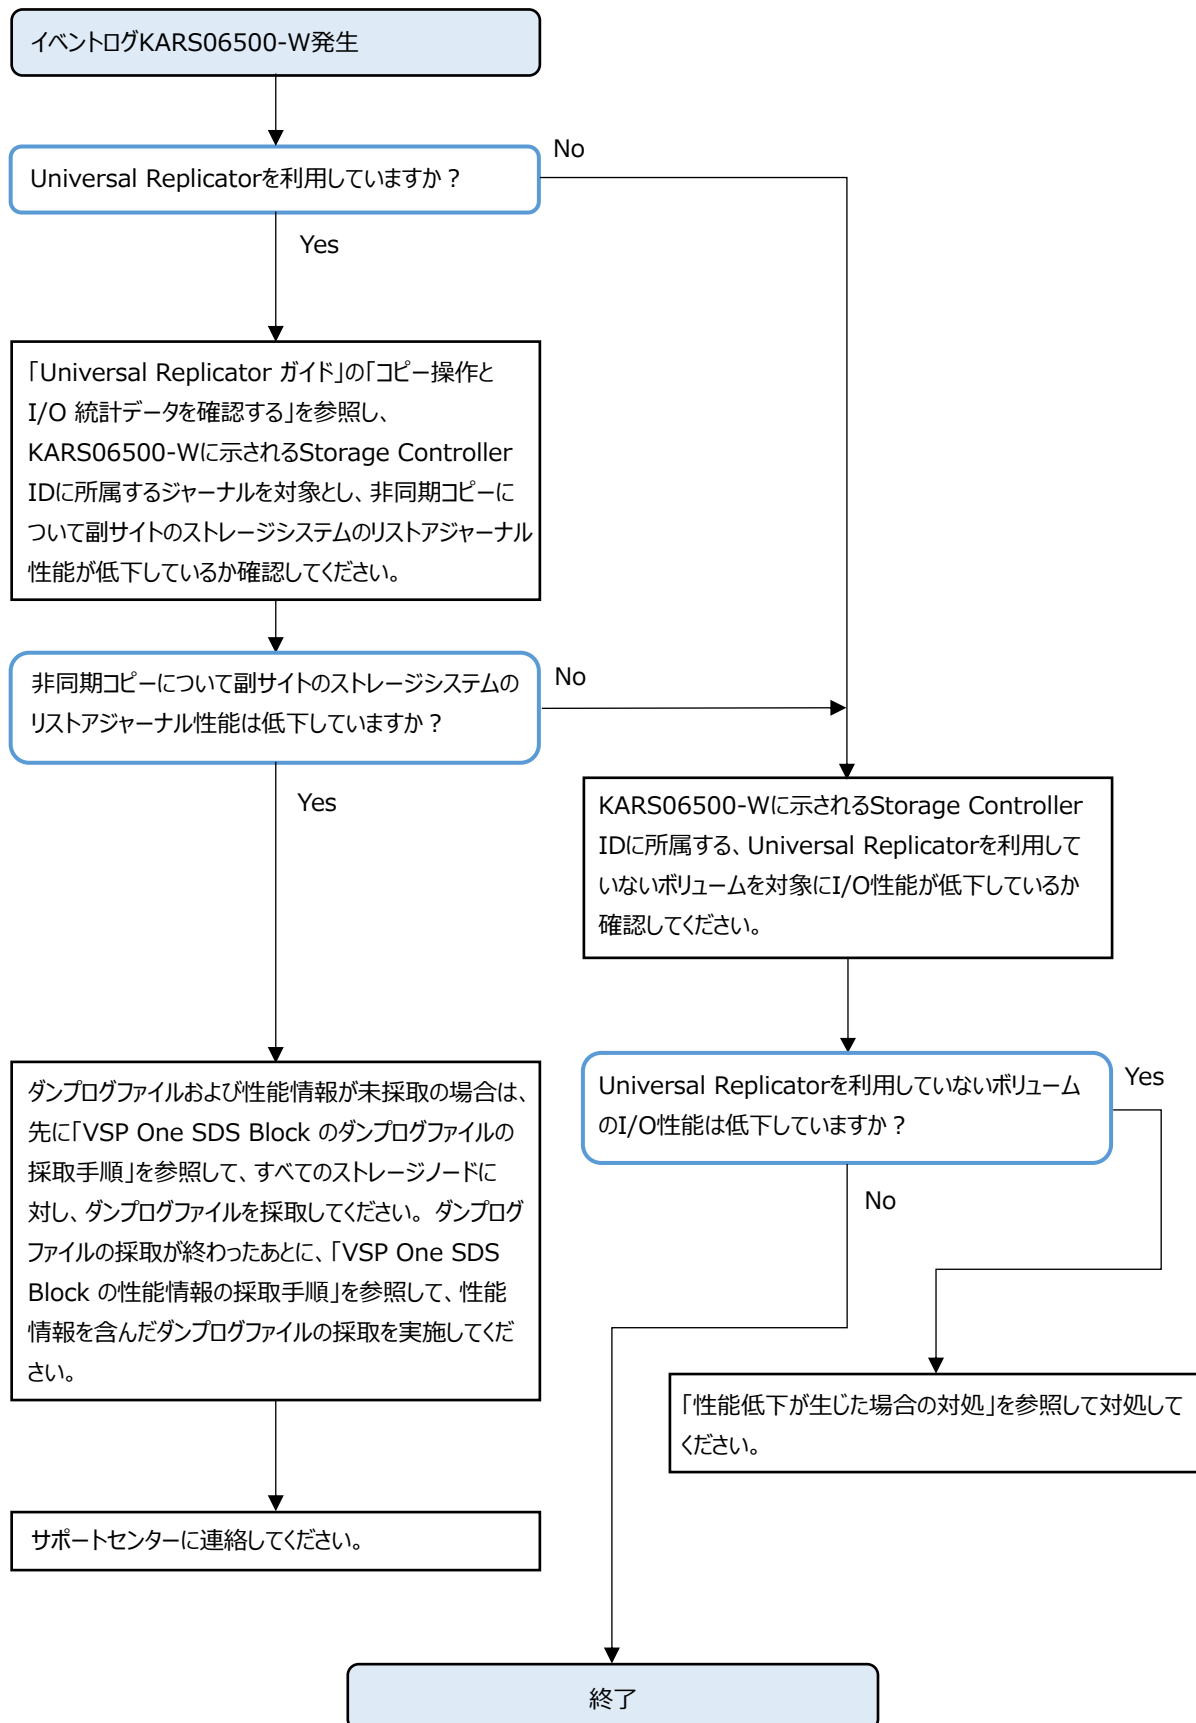 イベントログKARS06500-W発生
No
Universal Replicatorを利用していますか？
Yes
「Universal Replicator ガイド」の「コピー操作と
I/O 統計データを確認する」を参照し、
KARS06500-Wに示されるStorage Controller
IDに所属するジャーナルを対象とし、非同期コピーに
ついて副サイトのストレージシステムのリストアジャーナル
性能が低下しているか確認してください。
非同期コピーについて副サイトのストレージシステムの
リストアジャーナル性能は低下していますか？
No
Yes
KARS06500-Wに示されるStorage Controller
IDに所属する、Universal Replicatorを利用して
いないボリュームを対象にI/O性能が低下しているか
確認してください。
Universal Replicatorを利用していないボリューム
のI/O性能は低下していますか？
Yes
No
ダンプログファイルおよび性能情報が未採取の場合は、
先に「VSP One SDS Block のダンプログファイルの
採取手順」を参照して、すべてのストレージノードに
対し、ダンプログファイルを採取してください。ダンプログ
ファイルの採取が終わったあとに、「VSP One SDS
Block の性能情報の採取手順」を参照して、性能
情報を含んだダンプログファイルの採取を実施してくだ
さい。
「性能低下が生じた場合の対処」を参照して対処して
ください。
サポートセンターに連絡してください。
終了